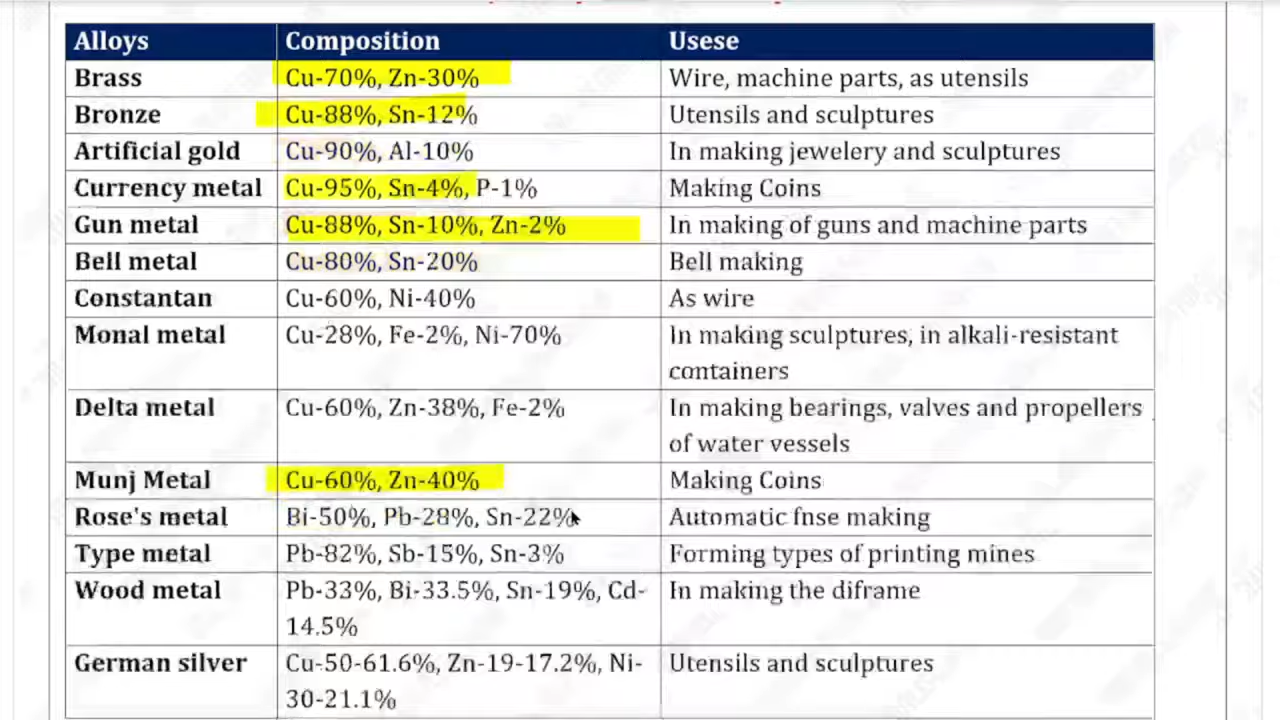 Alloys Composition Usese
Brass Cu-70%, Zn-30% Wire, machine parts, as utensils
Bronze Cu-88%, Sn-12% Utensils and sculptures
Artificial gold Cu-90%, Al-10% In making jewelery and sculptures
Currency metal Cu-95%, Sn-4%, P-1% Making Coins
Gun metal Cu-88%, Sn-10%, Zn-2% In making of guns and machine parts
Bell metal Cu-80%, Sn-20% Bell making
Constantan Cu-60%, Ni-40% As wire
Monal metal Cu-28%, Fe-2%, Ni-70% In making sculptures, in alkali-resistant
containers
Delta metal Cu-60%, Zn-38%, Fe-2% In making bearings, valves and propellers
of water vessels
Munj Metal Cu-60%, Zn-40% Making Coins
Rose's metal Bi-50%, Pb-28%, Sn-22% Automatic fnse making
Type metal Pb-82%, Sb-15%, Sn-3% Forming types of printing mines
Wood metal Pb-33%, Bi-33.5%, Sn-19%, Cd- In making the diframe
14.5%
German silver Cu-50-61.6%, Zn-19-17.2%, Ni- Utensils and sculptures
30-21.1%